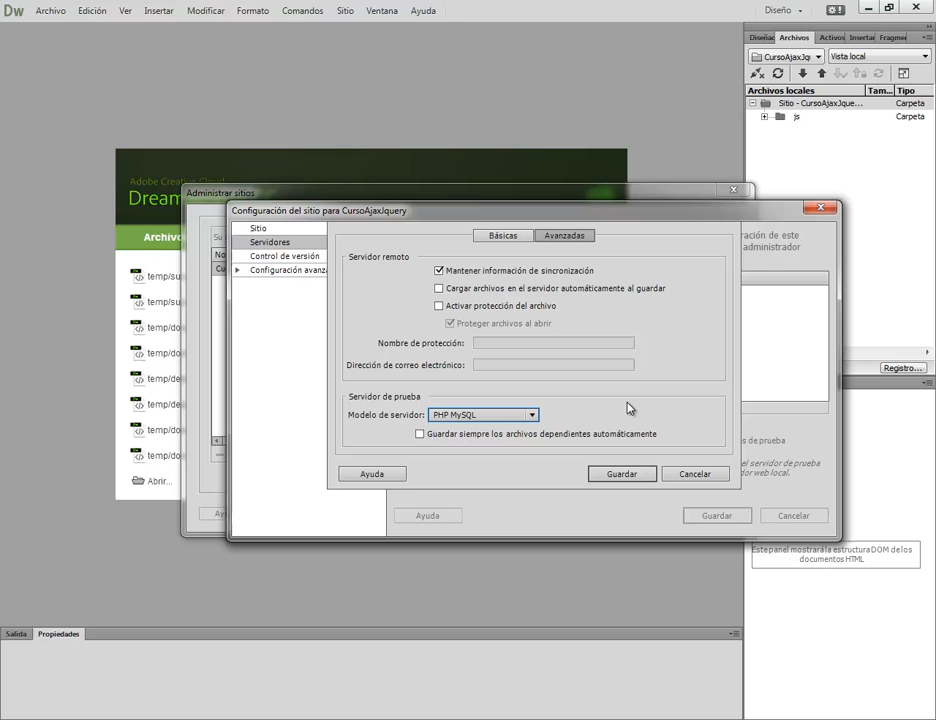 Dw Archivo Edición Ver Insertar Modificar Formato Comandos Sitio Ventana Ayuda Diseño
Archivos Activos Insertar
CursoAjaxJq Vista local
Archivos locales Tam... Tipo
Sitio - CursoAjaxJque... Carpeta
js Carpeta
Adobe Creative Cloud
Administrar sitios
Configuración del sitio para CursoAjaxJquery
Sitio
Servidores
Control de versión
Configuración avanza
Básicas Avanzadas
ración de este
administrador
Servidor remoto
Mantener información de sincronización
Cargar archivos en el servidor automáticamente al guardar
Activar protección del archivo
Proteger archivos al abrir
Nombre de protección:
Dirección de correo electrónico:
Servidor de prueba
Modelo de servidor: PHP MySQL
Guardar siempre los archivos dependientes automáticamente
Ayuda Guardar Cancelar
Archivo
temp/su
temp/su
temp/do
temp/do
temp/de
temp/de
temp/do
temp/do
Abrir...
Registro...
s de prueba
el servidor de prueba
web local.
Ayuda Guardar Cancelar
Este panel mostrará la estructura DOM de los
documentos HTML
Salida Propiedades